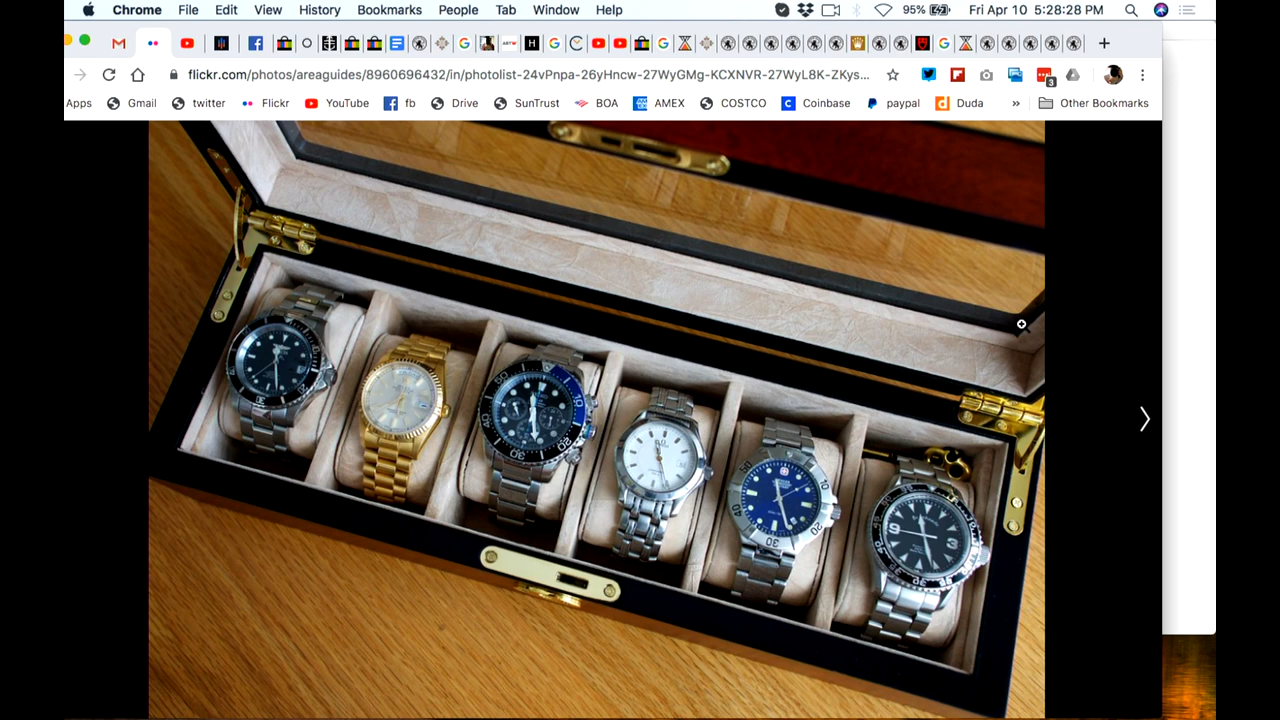 Chrome File Edit View History Bookmarks People Tab Window Help 95% Fri Apr 10 5:28:28 PM
flickr.com/photos/areeguides/8960696432/in/photolist-24vPnpa-26yHncw-27WyGMg-KCXNVR-27WyL8K-ZKys...
3
Apps Gmail twitter Flickr YouTube fb Drive SunTrust BOA AMEX COSTCO Coinbase paypal Duda » Other Bookmarks